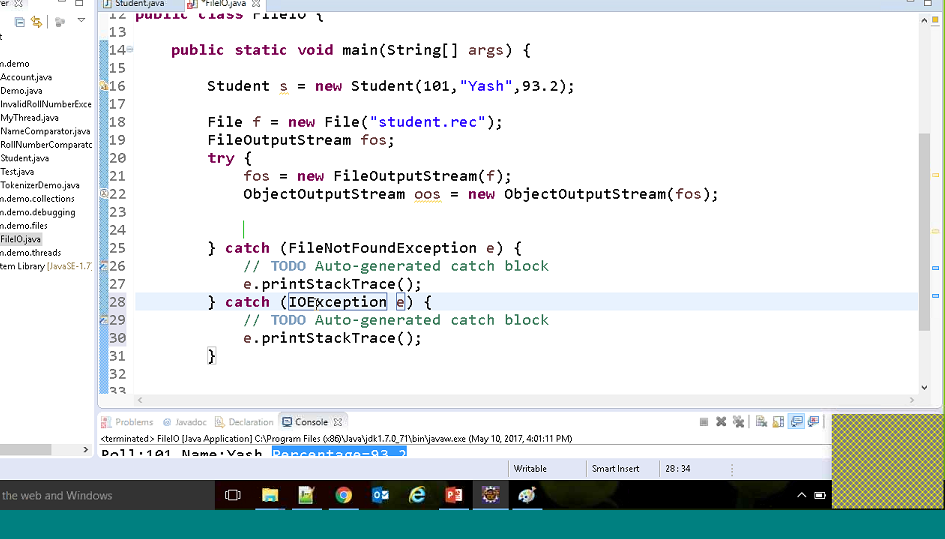 Student.java
*FileIO.java
12 public class FileIO {
13
14 public static void main(String[] args) {
15
16 Student s = new Student(101,"Yash",93.2);
17
18 File f = new File("student.rec");
19 FileOutputStream fos;
20 try {
21 fos = new FileOutputStream(f);
22 ObjectOutputStream oos = new ObjectOutputStream(fos);
23
24
25 } catch (FileNotFoundException e) {
26 // TODO Auto-generated catch block
27 e.printStackTrace();
28 } catch (IOException e) {
29 // TODO Auto-generated catch block
30 e.printStackTrace();
31 }
32
33
m.demo
Account.java
Demo.java
InvalidRollNumberExce
MyThread.java
NameComparator.java
RollNumberComparato
Student.java
Test.java
TokenizerDemo.java
m.demo.collections
m.demo.debugging
m.demo.files
FileIO.java
m.demo.threads
tem Library [JavaSE-1.7]
Problems @ Javadoc Declaration Console
<terminated> FileIO [Java Application] C:\Program Files (x86)\Java\jdk1.7.0_71\bin\javaw.exe (May 10, 2017, 4:01:11 PM)
Roll:101 Name:Yash Percentage=93.2
Writable Smart Insert 28 : 34
the web and Windows